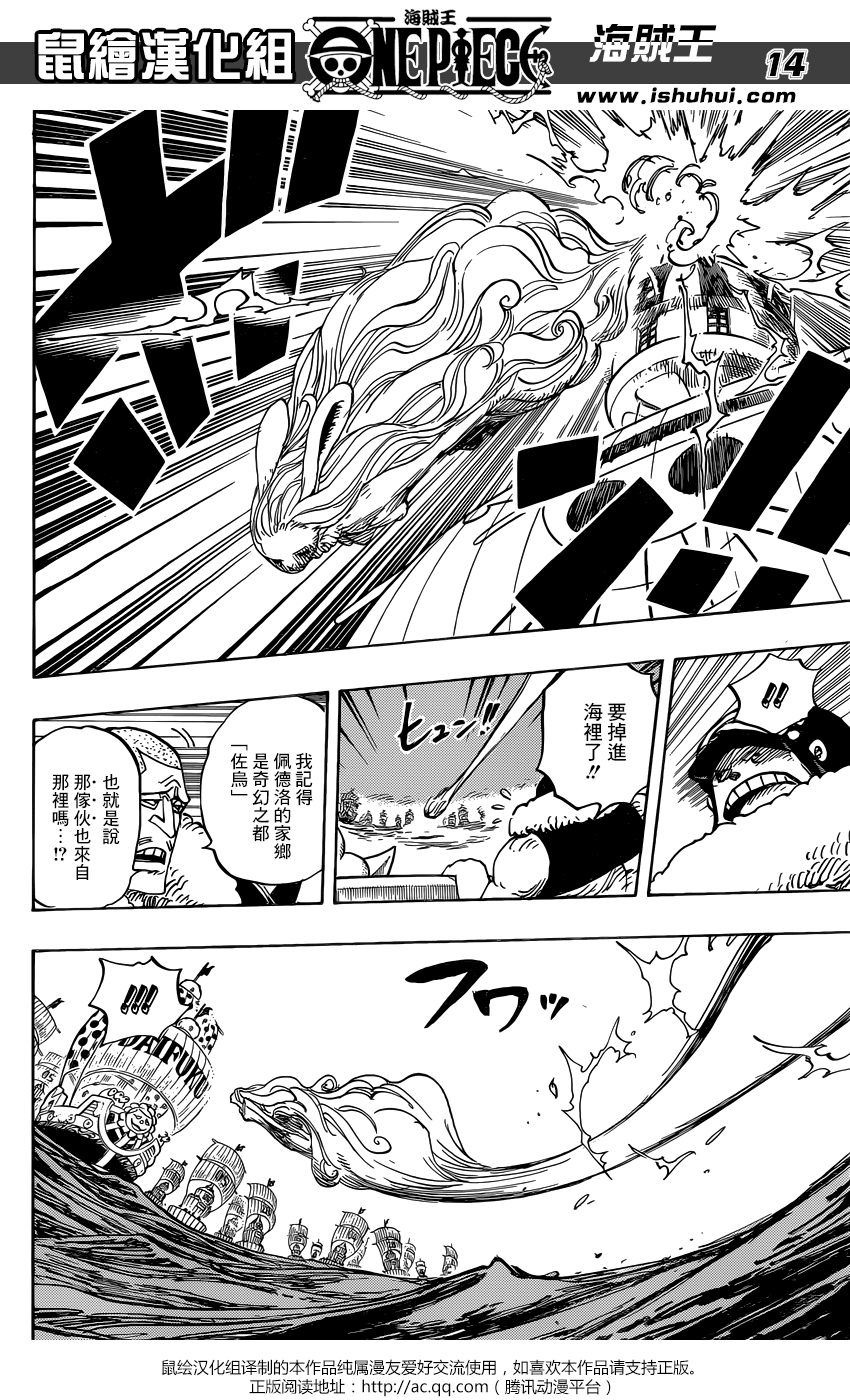 鼠繪漢化組
海賊王
ONE PIECE
海賊王
14
www.ishuhui.com
ドッ!!
!!
!!
要掉進
海裡了!!
ヒュン!!
我記得
佩德洛的家鄉
是奇幻之都
「佐烏」
也就是說
那傢伙也來自
那裡嗎…!?
フワッ
!!!
DAIFUKU
鼠绘汉化组译制的本作品纯属漫友爱好交流使用，如喜欢本作品请支持正版。
正版阅读地址：http://ac.qq.com（腾讯动漫平台）